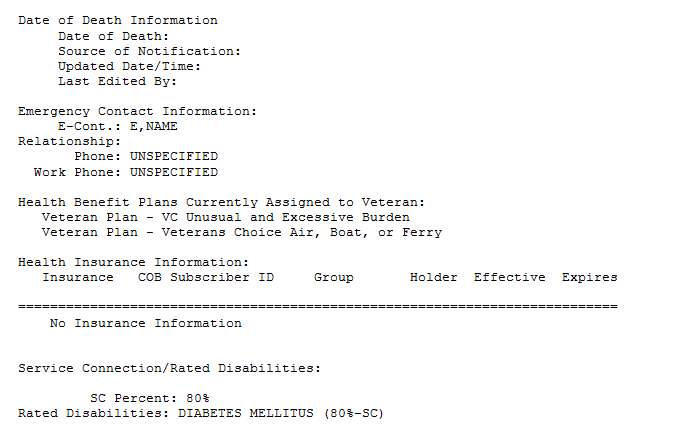 Date of Death Information
Date of Death:
Source of Notification:
Updated Date/Time:
Last Edited By:
Emergency Contact Information:
E-Cont.: E,NAME
Relationship:
Phone: UNSPECIFIED
Work Phone: UNSPECIFIED
Health Benefit Plans Currently Assigned to Veteran:
Veteran Plan - VC Unusual and Excessive Burden
Veteran Plan - Veterans Choice Air, Boat, or Ferry
Health Insurance Information:
Insurance COB Subscriber ID Group Holder Effective Expires
===========================================================================
No Insurance Information
Service Connection/Rated Disabilities:
SC Percent: 80%
Rated Disabilities: DIABETES MELLITUS (80%-SC)